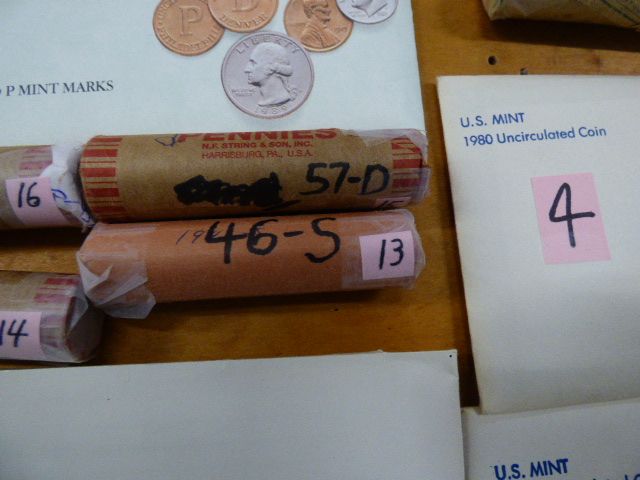 P MINT MARKS
P
D
LIBERTY
U.S. MINT
1980 Uncirculated Coin
4
PENNIES
N.F. STRING & SON, INC.
HARRISBURG, PA., U.S.A.
57-D
16
1946-S
13
14
U.S. MINT